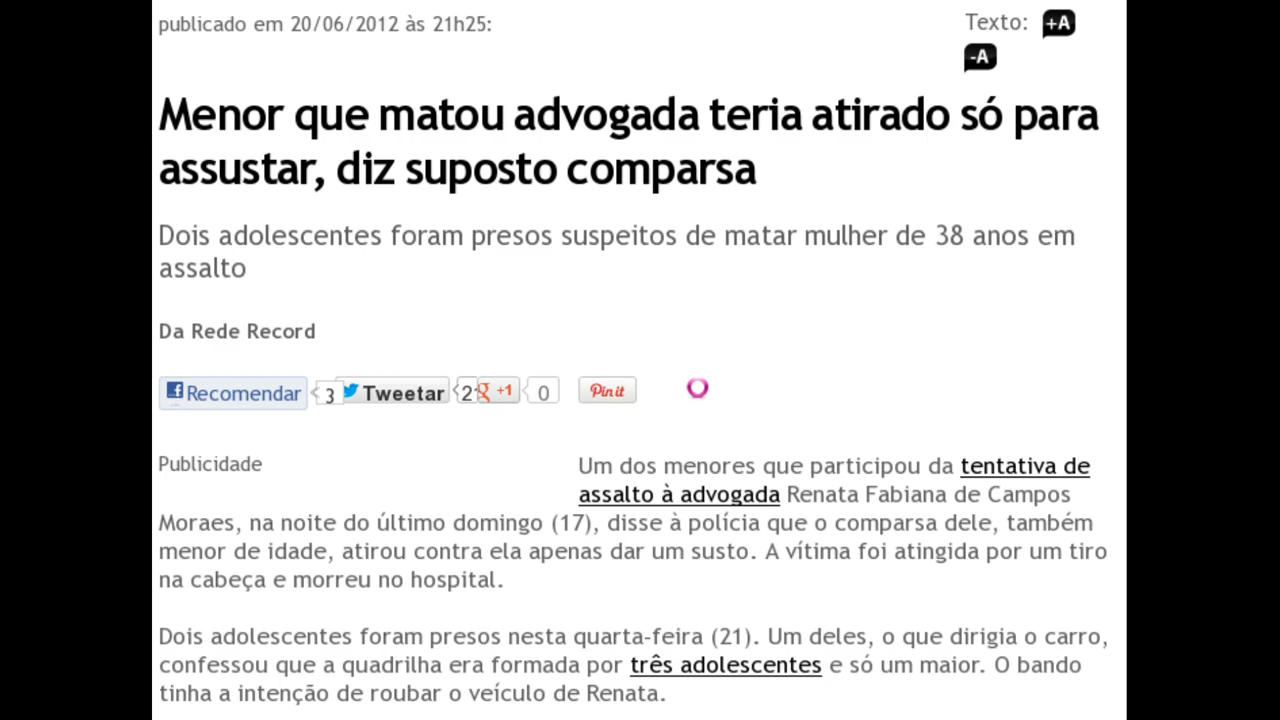 publicado em 20/06/2012 às 21h25:
Texto: +A
-A
Menor que matou advogada teria atirado só para
assustar, diz suposto comparsa
Dois adolescentes foram presos suspeitos de matar mulher de 38 anos em
assalto
Da Rede Record
Recomendar 3 Tweetar 2 +1 0 Pin it
Publicidade
Um dos menores que participou da tentativa de
assalto à advogada Renata Fabiana de Campos
Moraes, na noite do último domingo (17), disse à polícia que o comparsa dele, também
menor de idade, atirou contra ela apenas dar um susto. A vítima foi atingida por um tiro
na cabeça e morreu no hospital.
Dois adolescentes foram presos nesta quarta-feira (21). Um deles, o que dirigia o carro,
confessou que a quadrilha era formada por três adolescentes e só um maior. O bando
tinha a intenção de roubar o veículo de Renata.